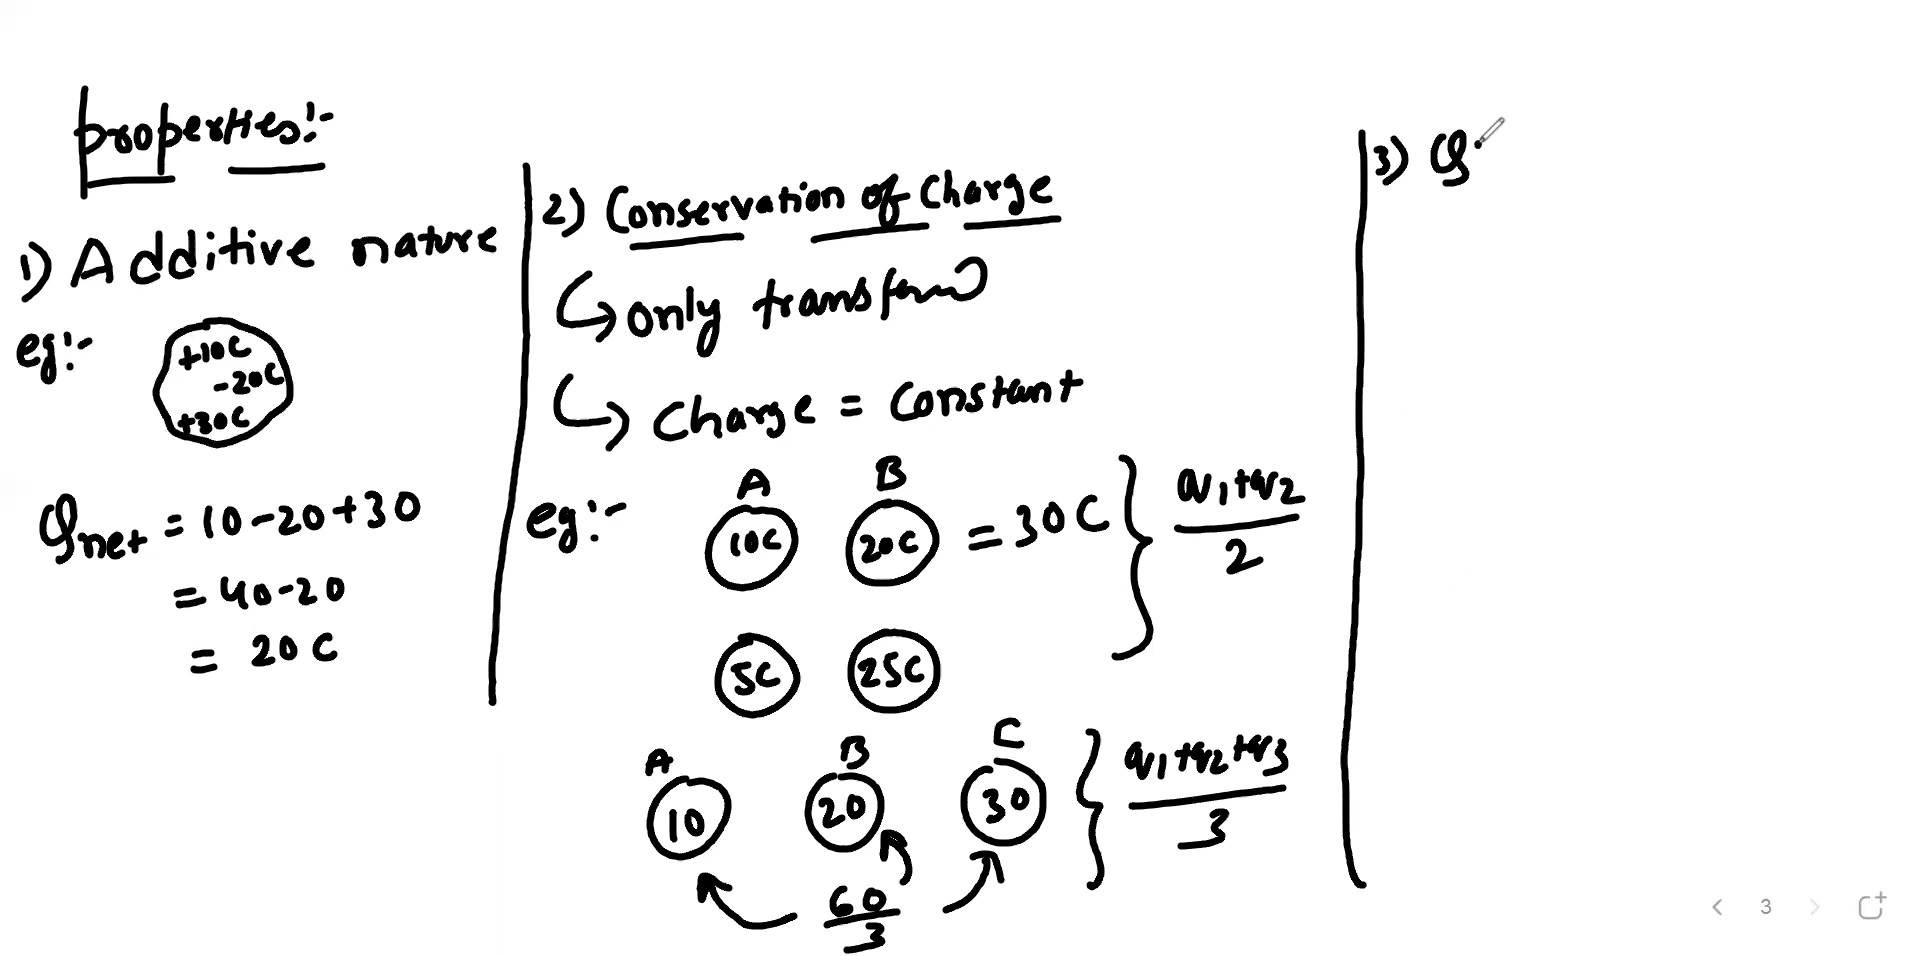 properties:-
1) Additive nature
eg:-
+10C
-20C
+30C
Qnet = 10-20+30
= 40-20
= 20C
2) Conservation of Charge
↳ only transfer
↳ Charge = Constant
A B
eg:- 10C 20C = 30C } q1+q2 / 2
5C 25C
A B C
10 20 30 } q1+q2+q3 / 3
60/3
3) Q
3